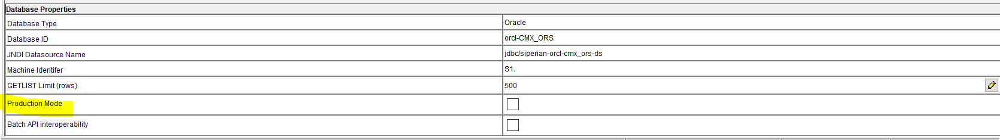 Database Properties
Database Type Oracle
Database ID orcl-CMX_ORS
JNDI Datasource Name jdbc/siperian-orcl-cmx_ors-ds
Machine Identifer S1.
GETLIST Limit (rows) 500
Production Mode
Batch API interoperability